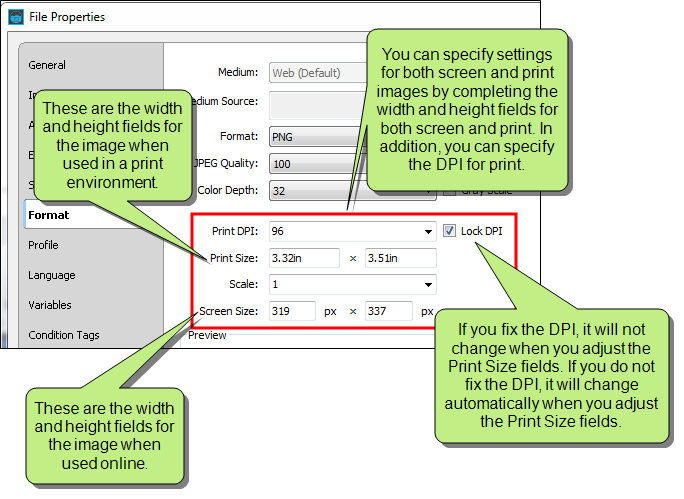 File Properties
General
In
A
E
S
Format
Profile
Language
Variables
Condition Tags
Medium: Web (Default)
edium Source:
Format: PNG
JPEG Quality: 100
Color Depth: 32 Gray Scale
Print DPI: 96 Lock DPI
Print Size: 3.32in x 3.51in
Scale: 1
Screen Size: 319 px x 337 px
Preview
You can specify settings
for both screen and print
images by completing the
width and height fields for
both screen and print. In
addition, you can specify
the DPI for print.
These are the width
and height fields for
the image when
used in a print
environment.
If you fix the DPI, it will not
change when you adjust the
Print Size fields. If you do not
fix the DPI, it will change
automatically when you adjust
the Print Size fields.
These are the width
and height fields for
the image when
used online.